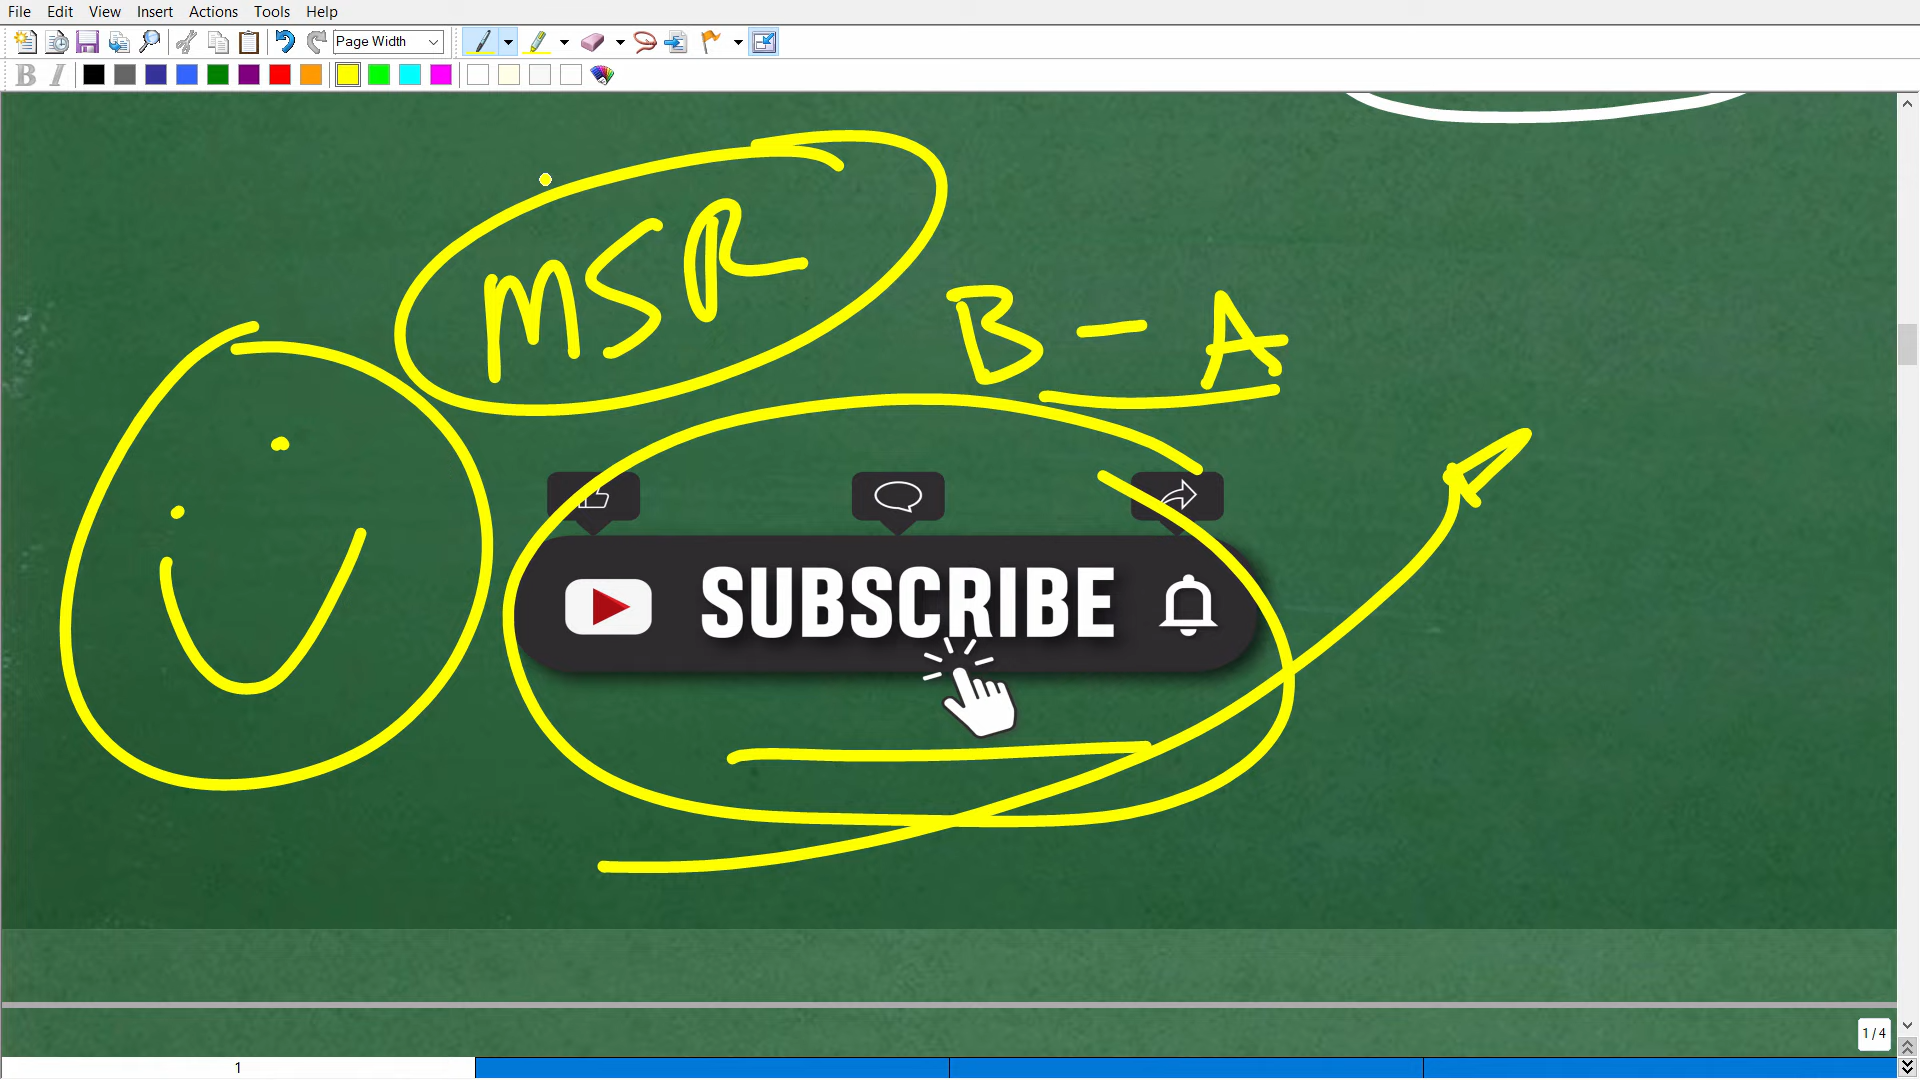 File Edit View Insert Actions Tools Help
Page Width
B I
MSR
B - A
SUBSCRIBE
1 / 4
1